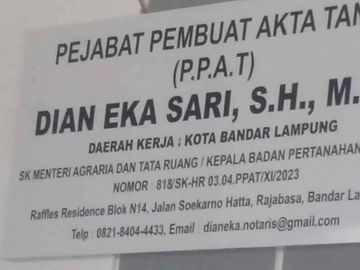 PEJABAT PEMBUAT AKTA TAN
(P.P.A.T)
DIAN EKA SARI, S.H., M.
DAERAH KERJA : KOTA BANDAR LAMPUNG
SK MENTERI AGRARIA DAN TATA RUANG / KEPALA BADAN PERTANAHAN
NOMOR 818/SK-HR 03.04.PPAT/XI/2023
Raffles Residence Blok N14, Jalan Soekarno Hatta, Rajabasa, Bandar La
Telp : 0821-8404-4433, Email : dianeka.notaris@gmail.com